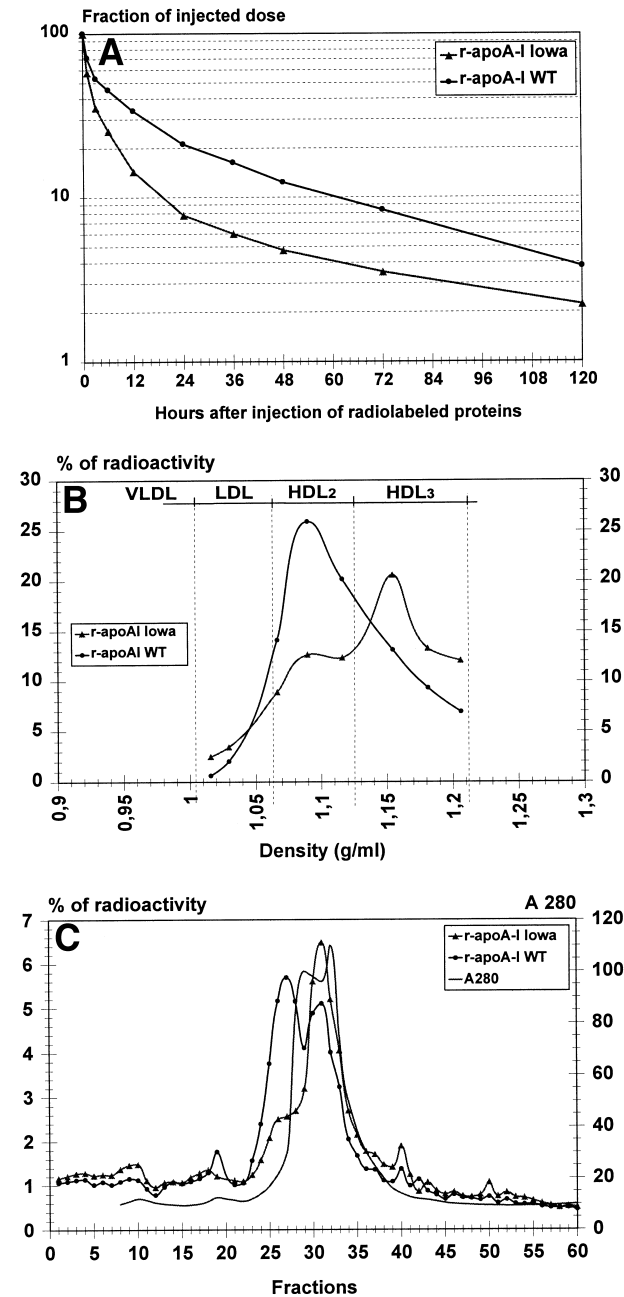 Fraction of injected dose
100
A
r-apoA-I Iowa
r-apoA-I WT
10
1
0 12 24 36 48 60 72 84 96 108 120
Hours after injection of radiolabeled proteins
% of radioactivity
30 30
B
VLDL LDL HDL2 HDL3
25 25
20 20
15 15
r-apoAI Iowa
r-apoAI WT
10 10
5 5
0 0
0,9 0,95 1 1,05 1,1 1,15 1,2 1,25 1,3
Density (g/ml)
% of radioactivity A 280
7 120
C
r-apoA-I Iowa
r-apoA-I WT
A280
6 100
5 80
4
3 60
2 40
1 20
0 0
0 5 10 15 20 25 30 35 40 45 50 55 60
Fractions